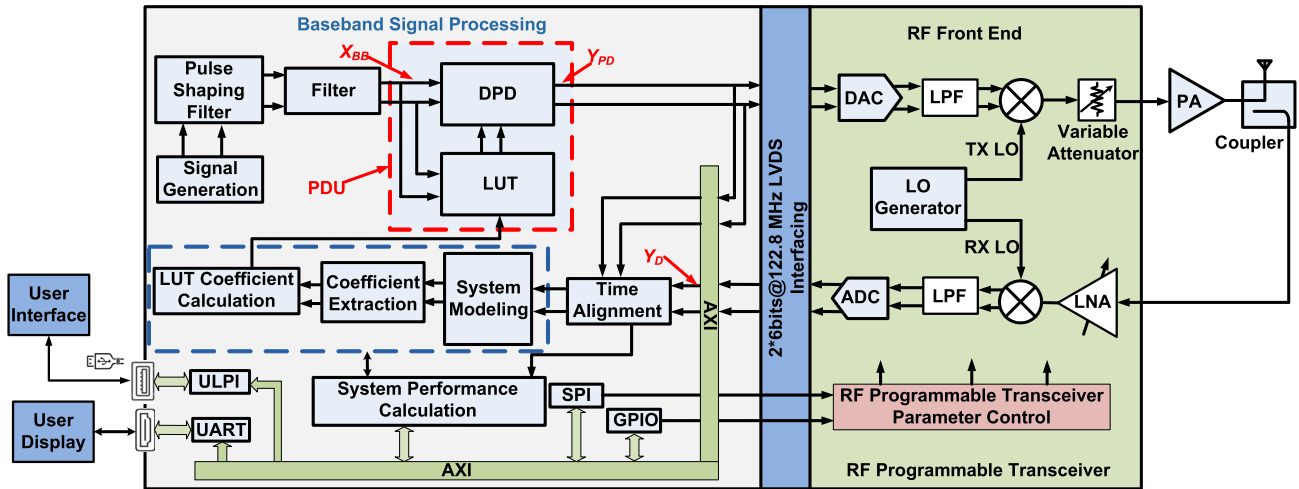 Baseband Signal Processing
X_BB
Y_PD
RF Front End
Pulse
Shaping
Filter
Filter
DPD
DAC
LPF
PA
Signal
Generation
PDU
LUT
TX LO
Variable
Attenuator
Coupler
LO
Generator
RX LO
2*6bits@122.8 MHz LVDS
Interfacing
Y_D
AXI
LUT Coefficient
Calculation
Coefficient
Extraction
System
Modeling
Time
Alignment
ADC
LPF
LNA
User
Interface
ULPI
System Performance
Calculation
SPI
GPIO
RF Programmable Transceiver
Parameter Control
User
Display
UART
AXI
RF Programmable Transceiver